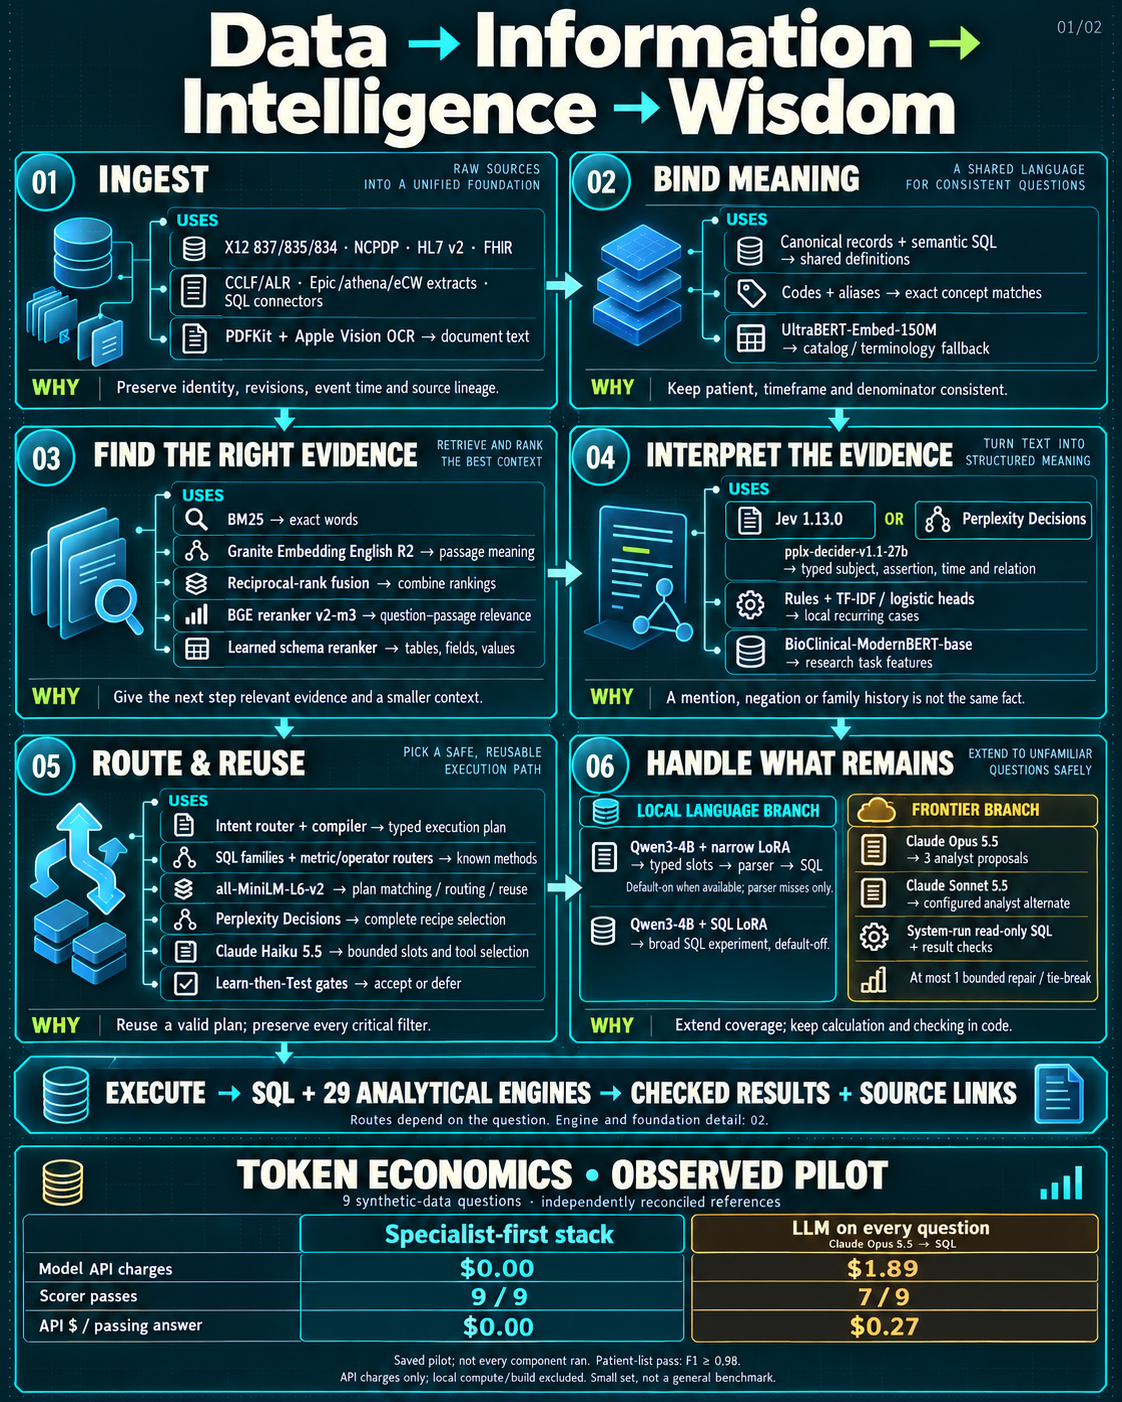 Data → Information →
Intelligence → Wisdom
01/02
01
INGEST
RAW SOURCES
INTO A UNIFIED FOUNDATION
USES
X12 837/835/834 · NCPDP · HL7 v2 · FHIR
CCLF/ALR · Epic/athena/eCW extracts ·
SQL connectors
PDFKit + Apple Vision OCR → document text
WHY
Preserve identity, revisions, event time and source lineage.
02
BIND MEANING
A SHARED LANGUAGE
FOR CONSISTENT QUESTIONS
USES
Canonical records + semantic SQL
→ shared definitions
Codes + aliases → exact concept matches
UltraBERT-Embed-150M
→ catalog / terminology fallback
WHY
Keep patient, timeframe and denominator consistent.
03
FIND THE RIGHT EVIDENCE
RETRIEVE AND RANK
THE BEST CONTEXT
USES
BM25 → exact words
Granite Embedding English R2 → passage meaning
Reciprocal-rank fusion → combine rankings
BGE reranker v2-m3 → question–passage relevance
Learned schema reranker → tables, fields, values
WHY
Give the next step relevant evidence and a smaller context.
04
INTERPRET THE EVIDENCE
TURN TEXT INTO
STRUCTURED MEANING
USES
Jev 1.13.0
OR
Perplexity Decisions
pplx-decider-v1.1-27b
→ typed subject, assertion, time and relation
Rules + TF-IDF / logistic heads
→ local recurring cases
BioClinical-ModernBERT-base
→ research task features
WHY
A mention, negation or family history is not the same fact.
05
ROUTE & REUSE
PICK A SAFE, REUSABLE
EXECUTION PATH
USES
Intent router + compiler → typed execution plan
SQL families + metric/operator routers → known methods
all-MiniLM-L6-v2 → plan matching / routing / reuse
Perplexity Decisions → complete recipe selection
Claude Haiku 5.5 → bounded slots and tool selection
Learn-then-Test gates → accept or defer
WHY
Reuse a valid plan; preserve every critical filter.
06
HANDLE WHAT REMAINS
EXTEND TO UNFAMILIAR
QUESTIONS SAFELY
LOCAL LANGUAGE BRANCH
Qwen3-4B + narrow LoRA
→ typed slots → parser → SQL
Default-on when available; parser misses only.
Qwen3-4B + SQL LoRA
→ broad SQL experiment, default-off.
FRONTIER BRANCH
Claude Opus 5.5
→ 3 analyst proposals
Claude Sonnet 5.5
→ configured analyst alternate
System-run read-only SQL
+ result checks
At most 1 bounded repair / tie-break
WHY
Extend coverage; keep calculation and checking in code.
EXECUTE → SQL + 29 ANALYTICAL ENGINES → CHECKED RESULTS + SOURCE LINKS
Routes depend on the question. Engine and foundation detail: 02.
TOKEN ECONOMICS • OBSERVED PILOT
9 synthetic-data questions · independently reconciled references
Specialist-first stack
LLM on every question
Claude Opus 5.5 → SQL
Model API charges
$0.00
$1.89
Scorer passes
9 / 9
7 / 9
API $ / passing answer
$0.00
$0.27
Saved pilot; not every component ran. Patient-list pass: F1 ≥ 0.98.
API charges only; local compute/build excluded. Small set, not a general benchmark.